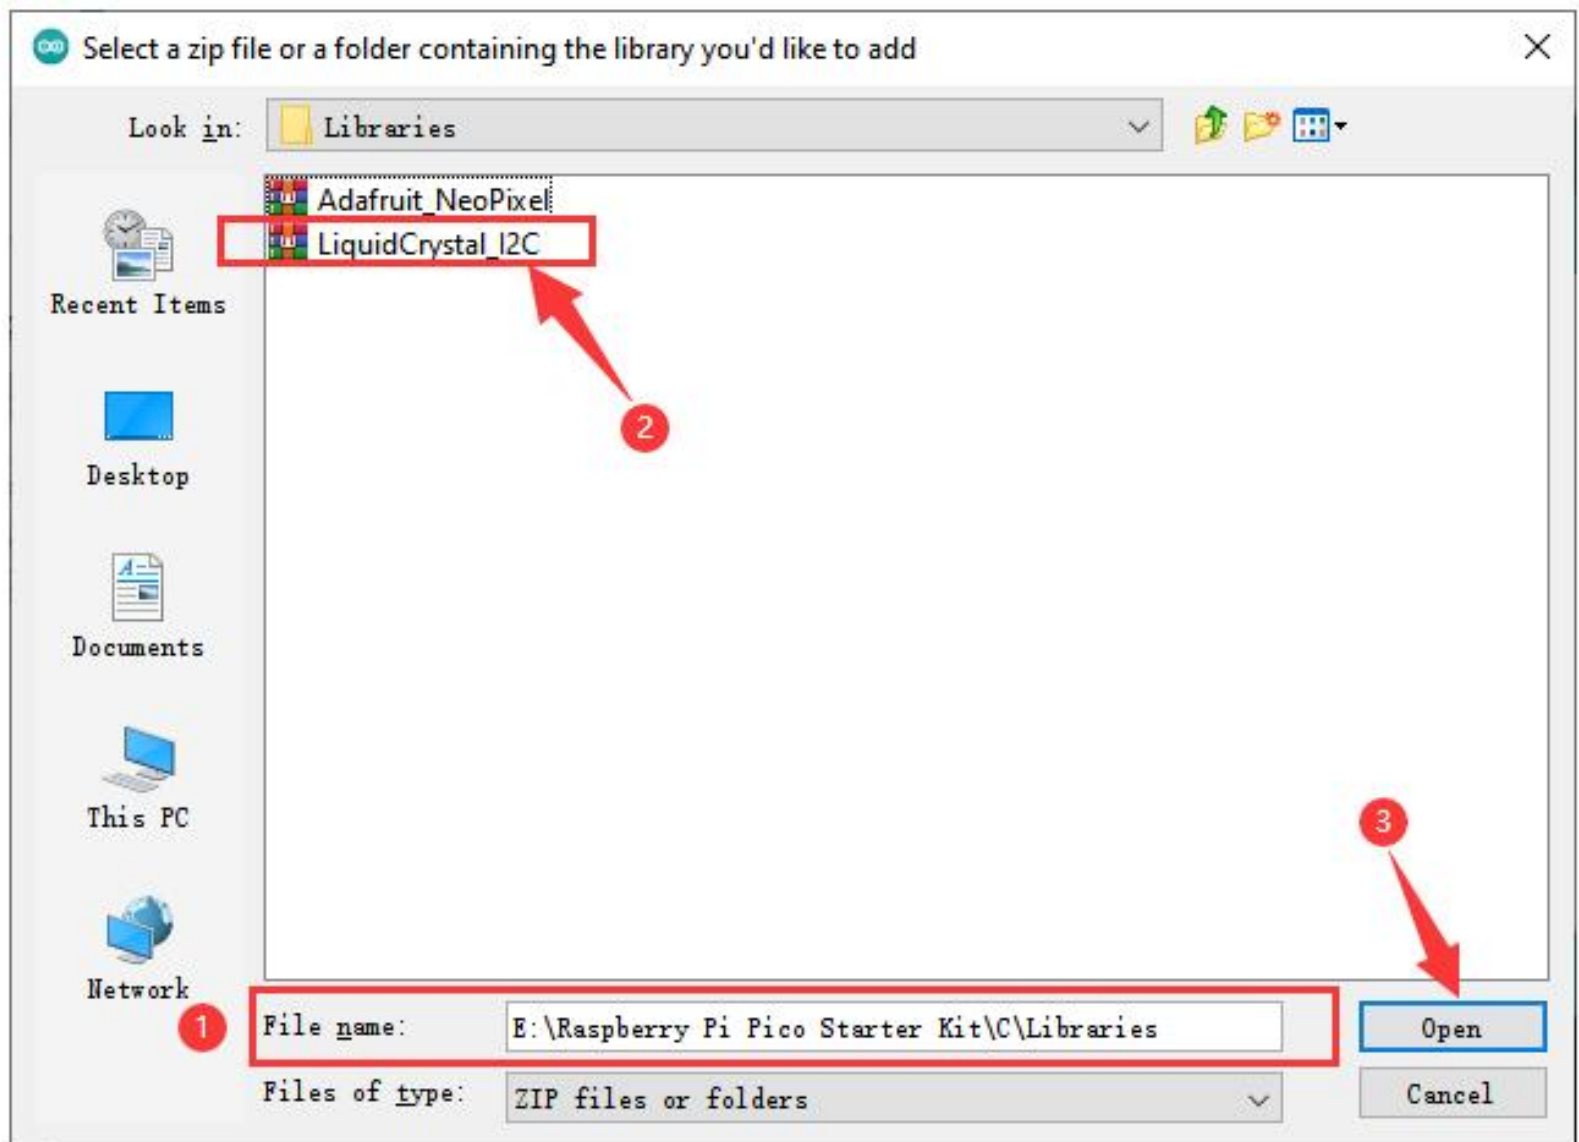 Select a zip file or a folder containing the library you'd like to add
Look in: Libraries
Adafruit_NeoPixel
LiquidCrystal_I2C
Recent Items
2
Desktop
Documents
This PC
3
Network
1 File name: E:\Raspberry Pi Pico Starter Kit\C\Libraries Open
Files of type: ZIP files or folders Cancel